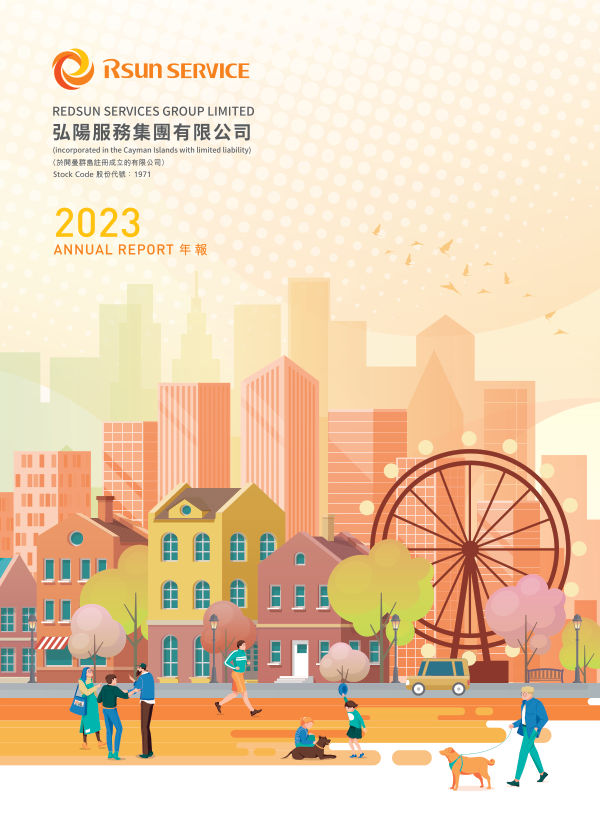 RSUN SERVICE
REDSUN SERVICES GROUP LIMITED
弘陽服務集團有限公司
(incorporated in the Cayman Islands with limited liability)
(於開曼群島註冊成立的有限公司)
Stock Code 股份代號：1971
2023
ANNUAL REPORT 年報